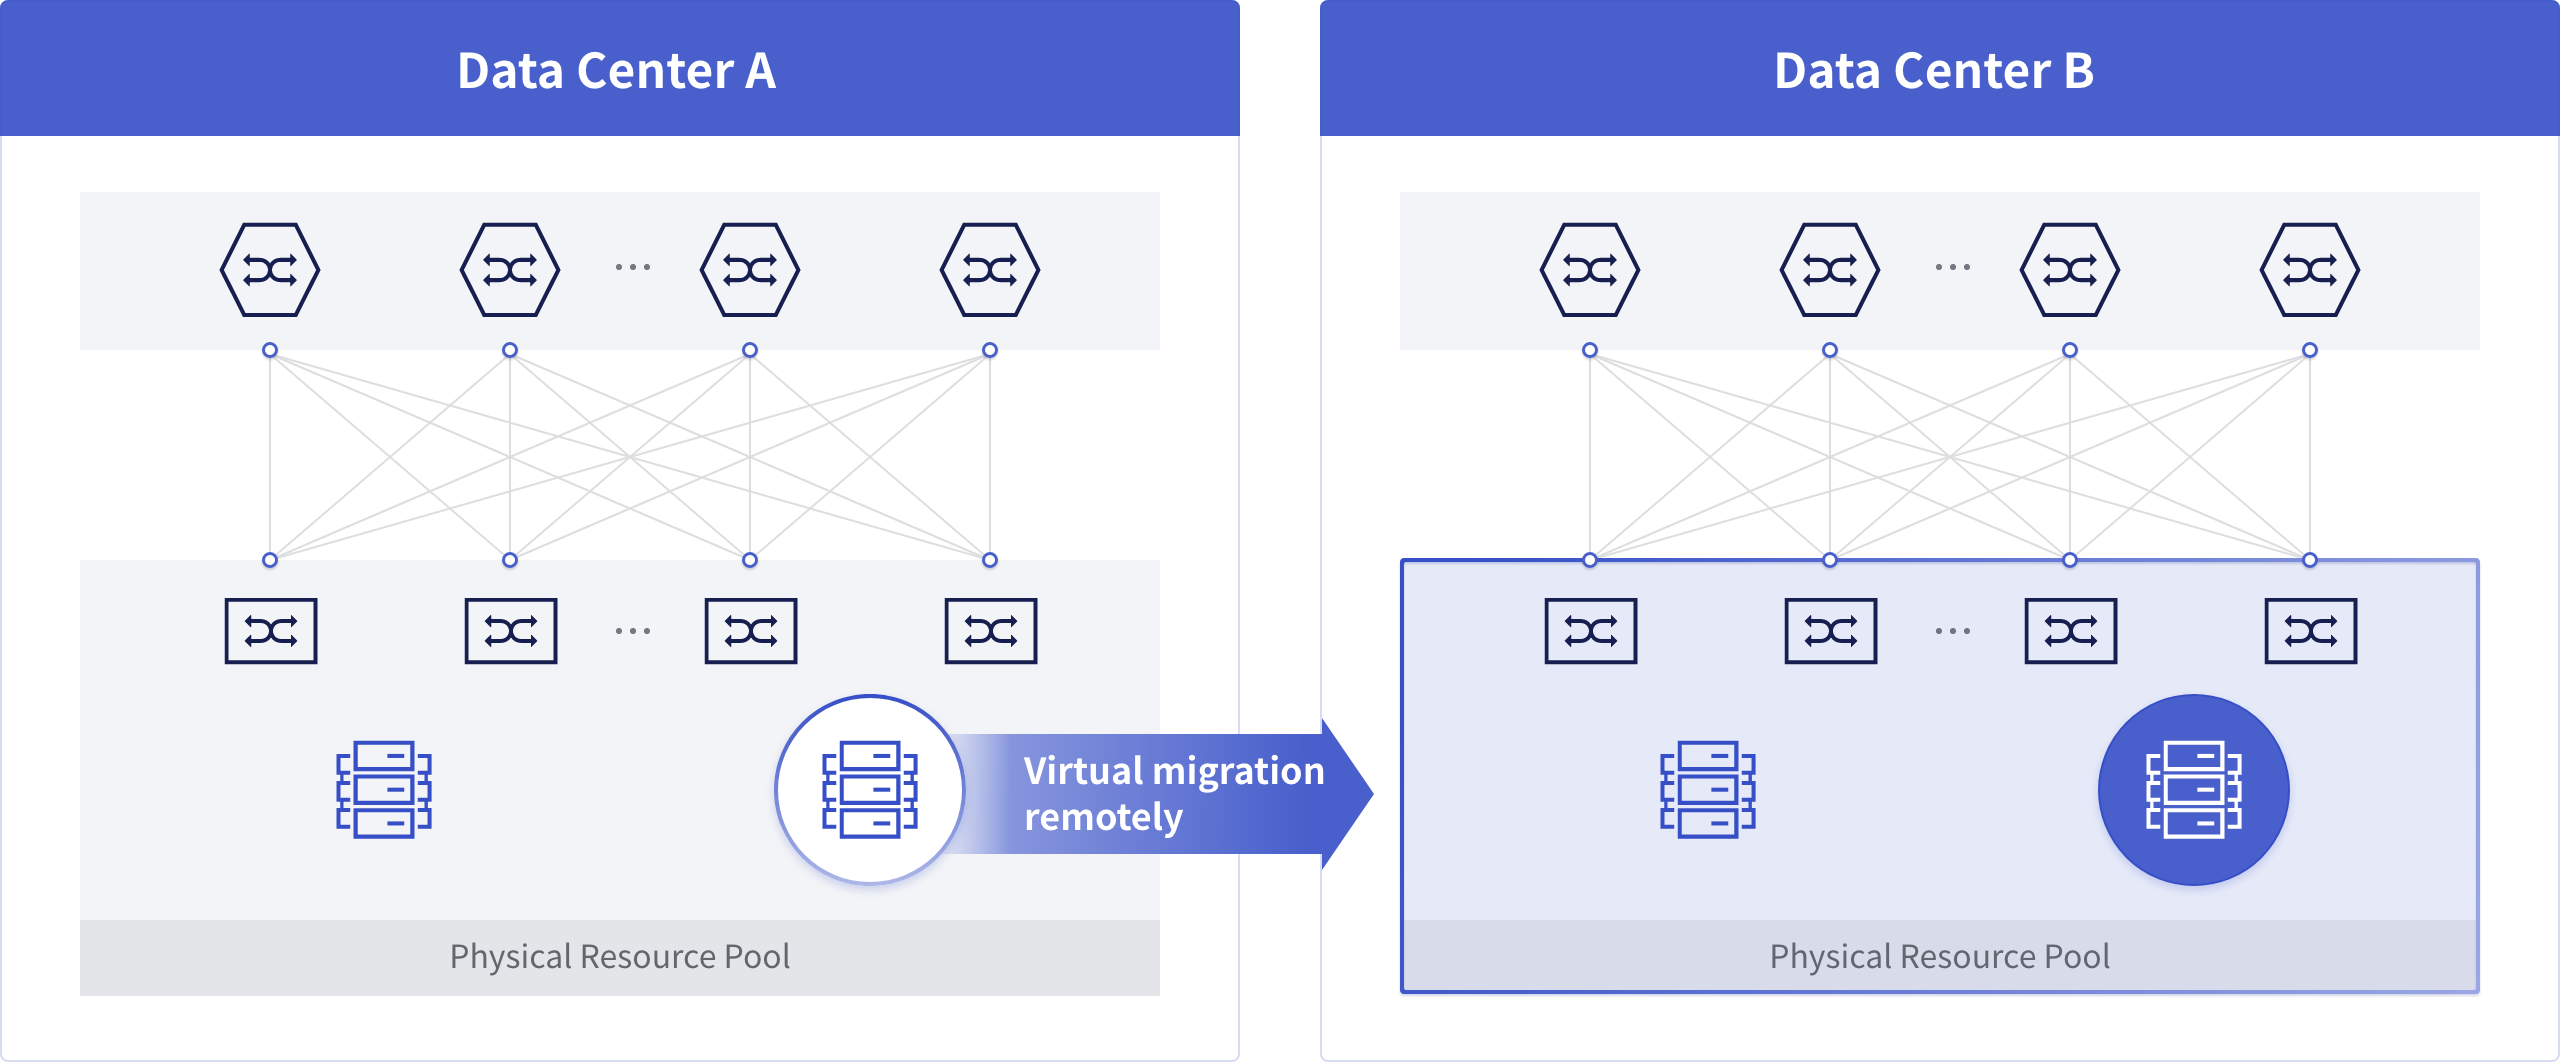 Data Center A
Data Center B
Virtual migration
remotely
Physical Resource Pool
Physical Resource Pool